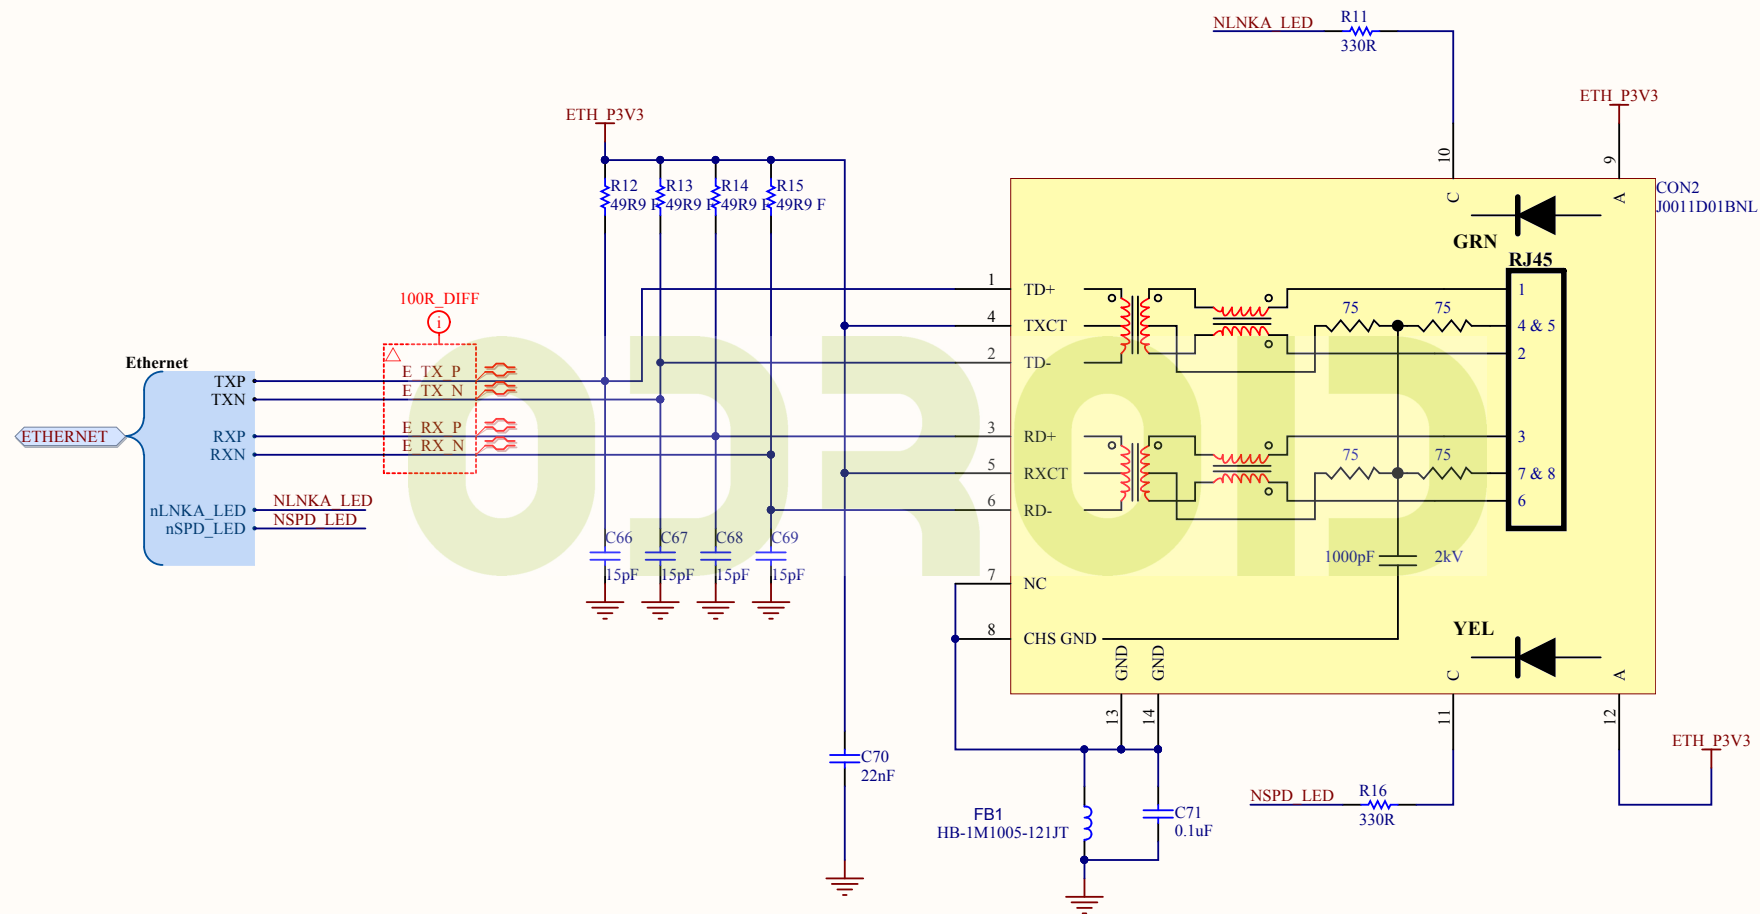 NLNKA_LED
R11
330R
ETH_P3V3
ETH_P3V3
10
9
R12
49R9 F
R13
49R9 F
R14
49R9 F
R15
49R9 F
CON2
J0011D01BNL
C
A
GRN
RJ45
1
TD+
1
4
TXCT
75
75
4 & 5
2
TD-
2
100R_DIFF
i
Ethernet
ETHERNET
TXP
E_TX_P
TXN
E_TX_N
RXP
E_RX_P
RXN
E_RX_N
nLNKA_LED
NLNKA_LED
nSPD_LED
NSPD_LED
3
RD+
3
5
RXCT
75
75
7 & 8
6
RD-
6
ODROID
C66
15pF
C67
15pF
C68
15pF
C69
15pF
1000pF
2kV
7
NC
8
CHS GND
YEL
GND
GND
C
A
13
14
11
12
C70
22nF
ETH_P3V3
NSPD_LED
R16
330R
FB1
HB-1M1005-121JT
C71
0.1uF